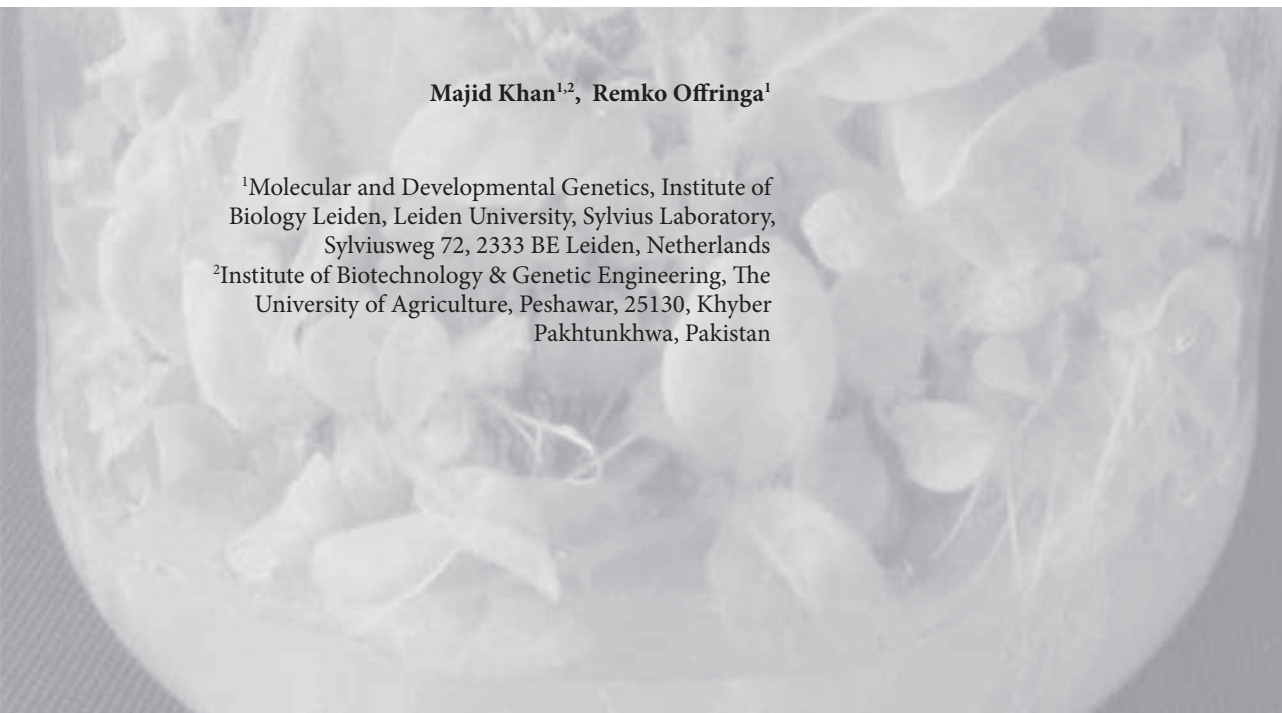 Majid Khan1,2, Remko Offringa1
1Molecular and Developmental Genetics, Institute of
Biology Leiden, Leiden University, Sylvius Laboratory,
Sylviusweg 72, 2333 BE Leiden, Netherlands
2Institute of Biotechnology & Genetic Engineering, The
University of Agriculture, Peshawar, 25130, Khyber
Pakhtunkhwa, Pakistan